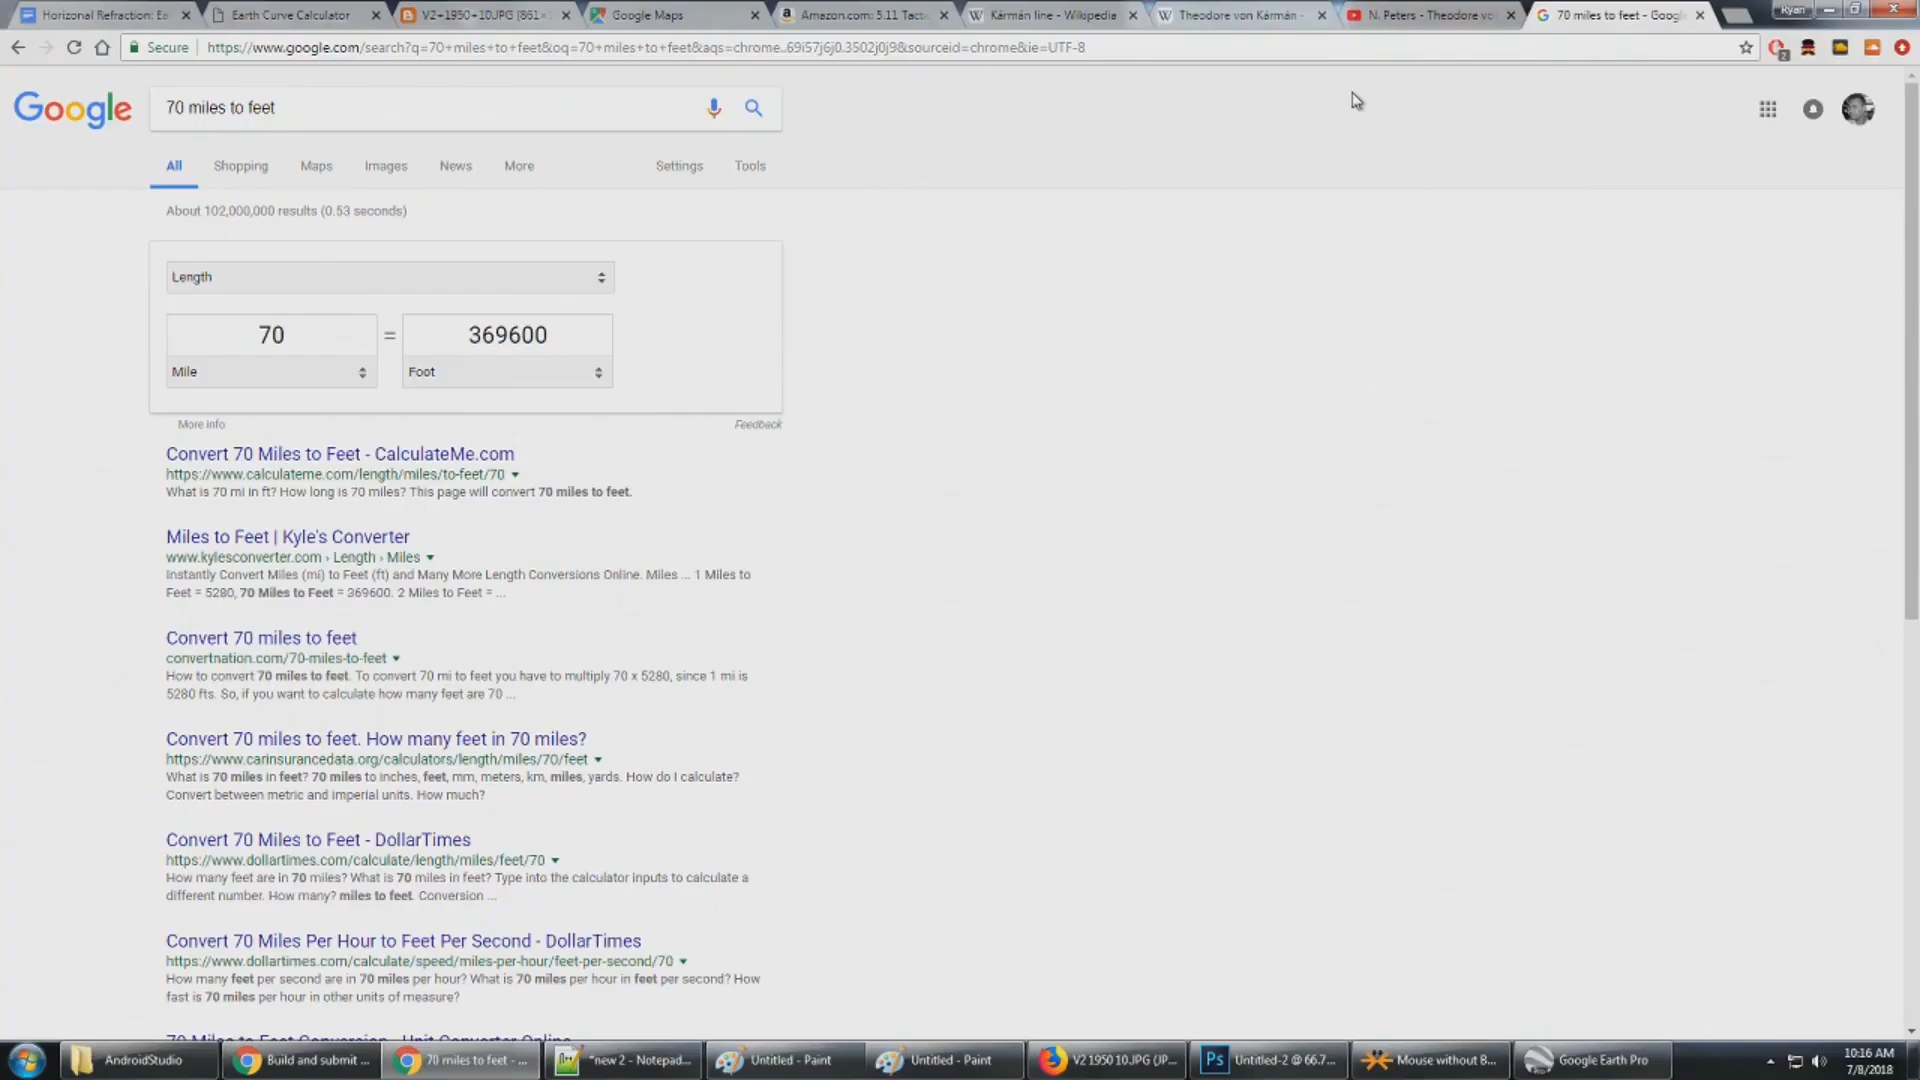 Horizonal Refraction: Ea
Earth Curve Calculator
V2+1950+10.JPG (861×
Google Maps
Amazon.com: 5.11 Tacti
Kármán line - Wikipedia
Theodore von Kármán -
N. Peters - Theodore vo
70 miles to feet - Googl
Ryan
Secure
https://www.google.com/search?q=70+miles+to+feet&oq=70+miles+to+feet&aqs=chrome..69i57j6j0.3502j0j9&sourceid=chrome&ie=UTF-8
2
Google
70 miles to feet
All Shopping Maps Images News More Settings Tools
About 102,000,000 results (0.53 seconds)
Length
70 = 369600
Mile Foot
More info Feedback
Convert 70 Miles to Feet - CalculateMe.com
https://www.calculateme.com/length/miles/to-feet/70
What is 70 mi in ft? How long is 70 miles? This page will convert 70 miles to feet.
Miles to Feet | Kyle's Converter
www.kylesconverter.com › Length › Miles
Instantly Convert Miles (mi) to Feet (ft) and Many More Length Conversions Online. Miles ... 1 Miles to
Feet = 5280, 70 Miles to Feet = 369600. 2 Miles to Feet = ...
Convert 70 miles to feet
convertnation.com/70-miles-to-feet
How to convert 70 miles to feet. To convert 70 mi to feet you have to multiply 70 x 5280, since 1 mi is
5280 fts. So, if you want to calculate how many feet are 70 ...
Convert 70 miles to feet. How many feet in 70 miles?
https://www.carinsurancedata.org/calculators/length/miles/70/feet
What is 70 miles in feet? 70 miles to inches, feet, mm, meters, km, miles, yards. How do I calculate?
Convert between metric and imperial units. How much?
Convert 70 Miles to Feet - DollarTimes
https://www.dollartimes.com/calculate/length/miles/feet/70
How many feet are in 70 miles? What is 70 miles in feet? Type into the calculator inputs to calculate a
different number. How many? miles to feet. Conversion ...
Convert 70 Miles Per Hour to Feet Per Second - DollarTimes
https://www.dollartimes.com/calculate/speed/miles-per-hour/feet-per-second/70
How many feet per second are in 70 miles per hour? What is 70 miles per hour in feet per second? How
fast is 70 miles per hour in other units of measure?
70 Miles to Feet Conversion - Unit Converter Online
AndroidStudio
Build and submit ...
70 miles to feet - ...
*new 2 - Notepad...
Untitled - Paint
Untitled - Paint
V2 1950 10.JPG (JP...
Ps
Untitled-2 @ 66.7...
Mouse without B...
Google Earth Pro
10:16 AM
7/8/2018